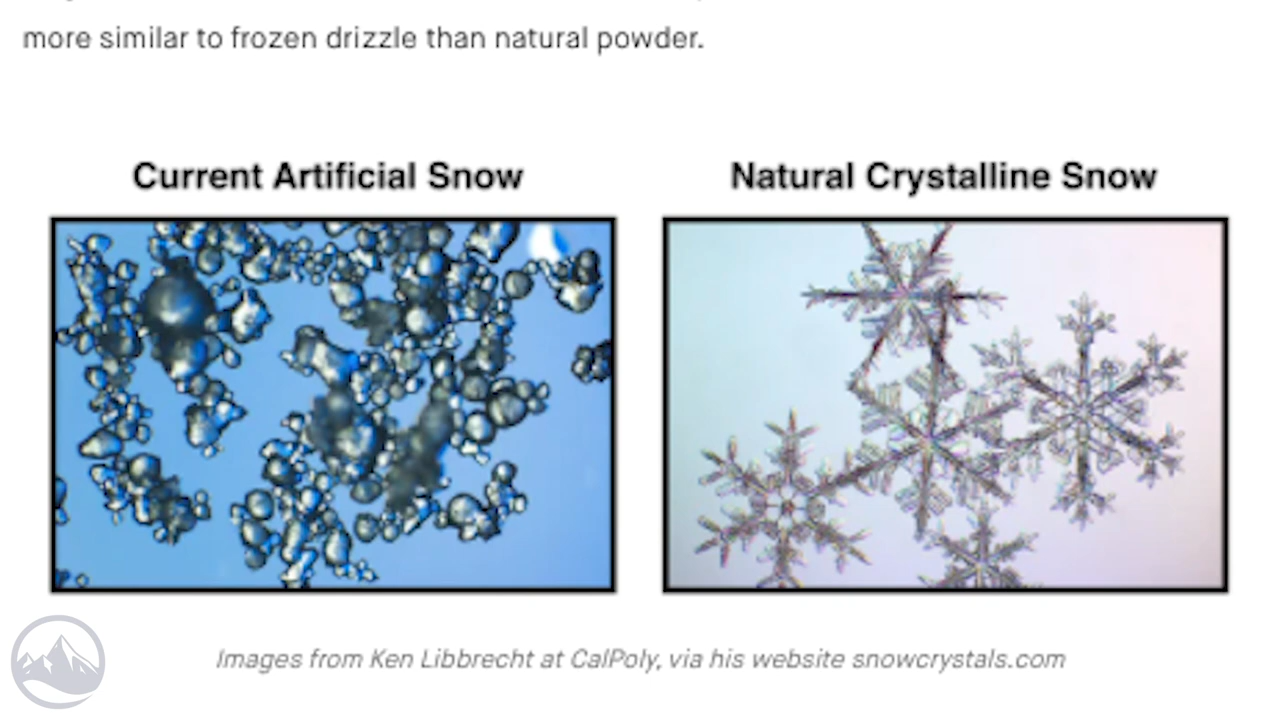 more similar to frozen drizzle than natural powder.
Current Artificial Snow
Natural Crystalline Snow
Images from Ken Libbrecht at CalPoly, via his website snowcrystals.com